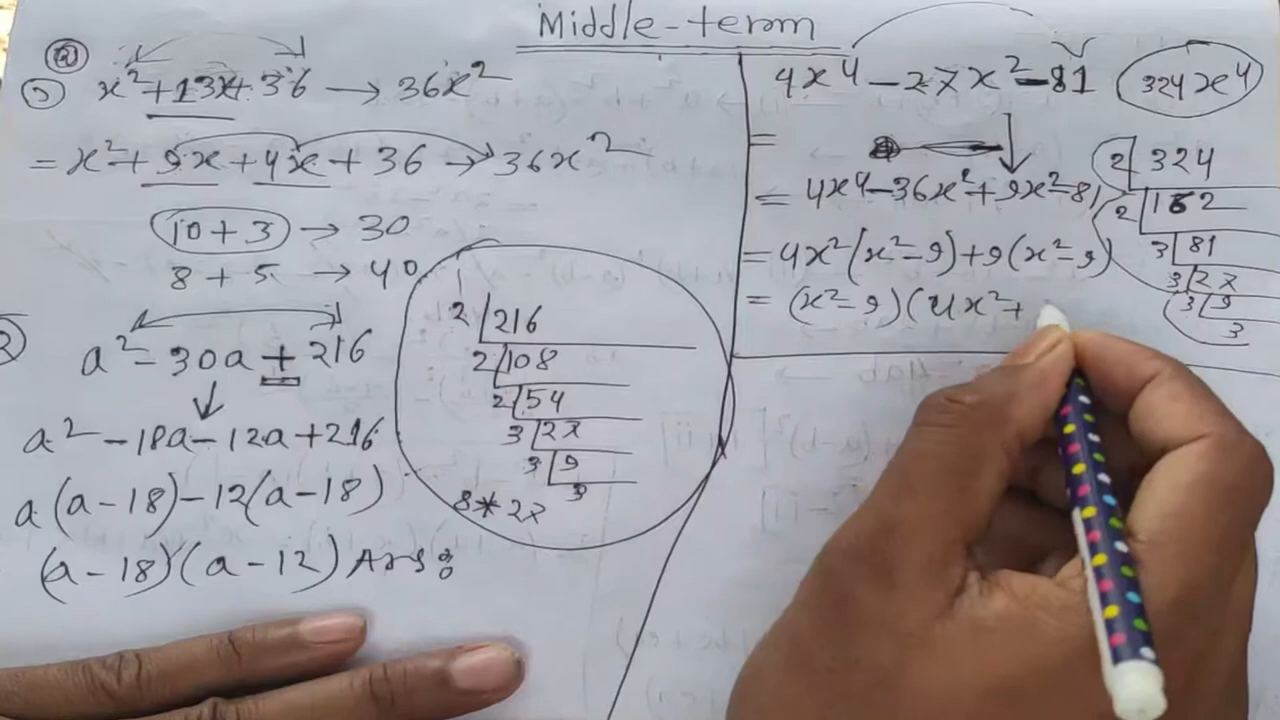 Middle-term
2
1
x²+13x+36 → 36x²
= x²+9x+4x+36 → 36x²
10+3 → 30
8+5 → 40
2
a²-30a+216
↓
a²-18a-12a+216
a(a-18)-12(a-18)
(a-18)(a-12) Ans:
2 216
2 108
2 54
3 27
3 9
3
8*27
4x⁴-27x²-81
324x⁴
=
= 4x⁴-36x²+9x²-81
= 4x²(x²-9)+9(x²-9)
= (x²-9)(4x²+
2 324
2 162
3 81
3 27
3 9
3